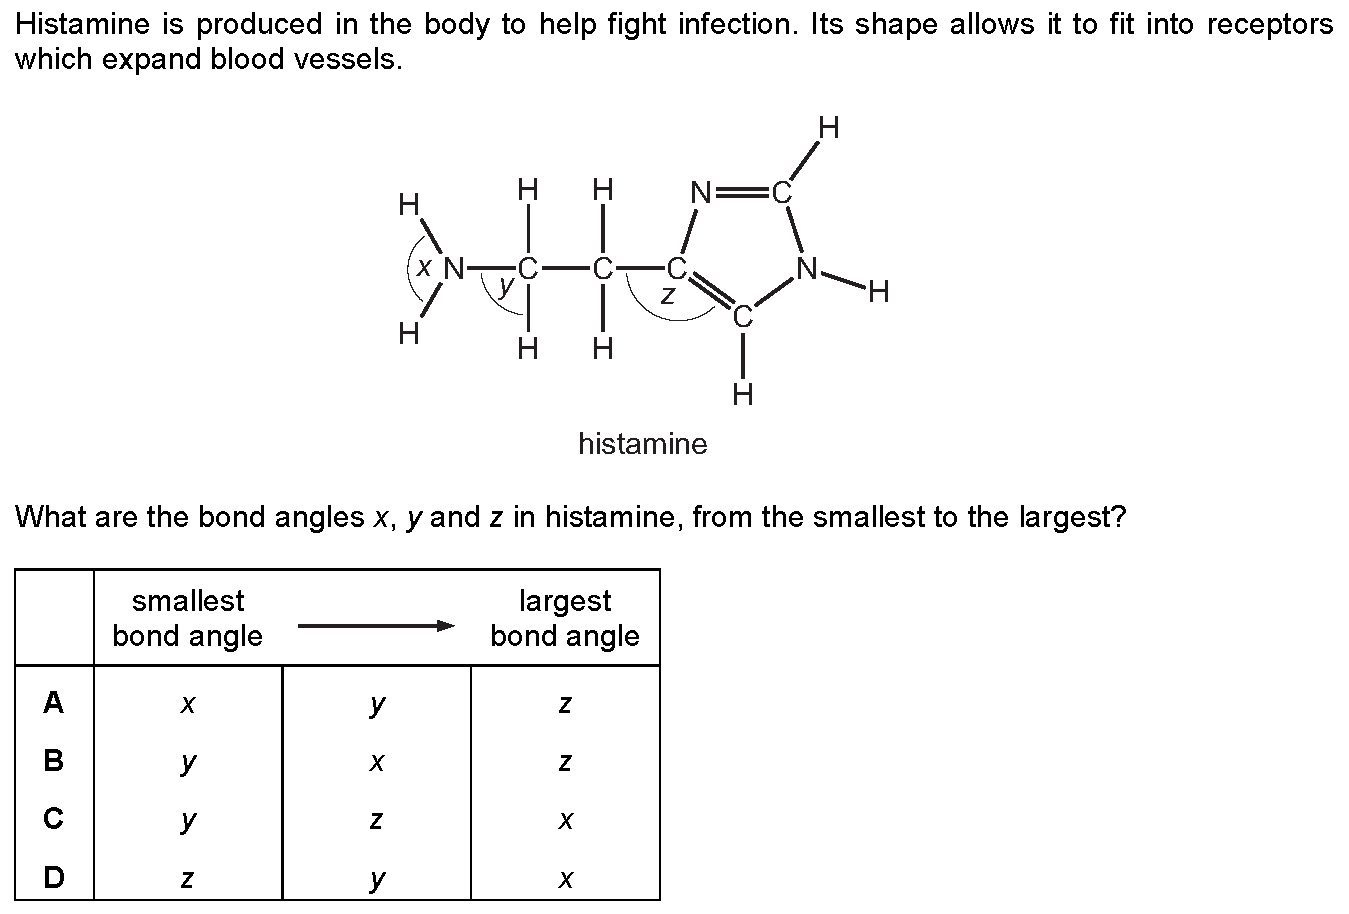 Histamine is produced in the body to help fight infection. Its shape allows it to fit into receptors
which expand blood vessels.
H
H H N C
H
x N C C C N
y z H
C
H H H
H
histamine
What are the bond angles x, y and z in histamine, from the smallest to the largest?
smallest largest
bond angle bond angle
A x y z
B y x z
C y z x
D z y x